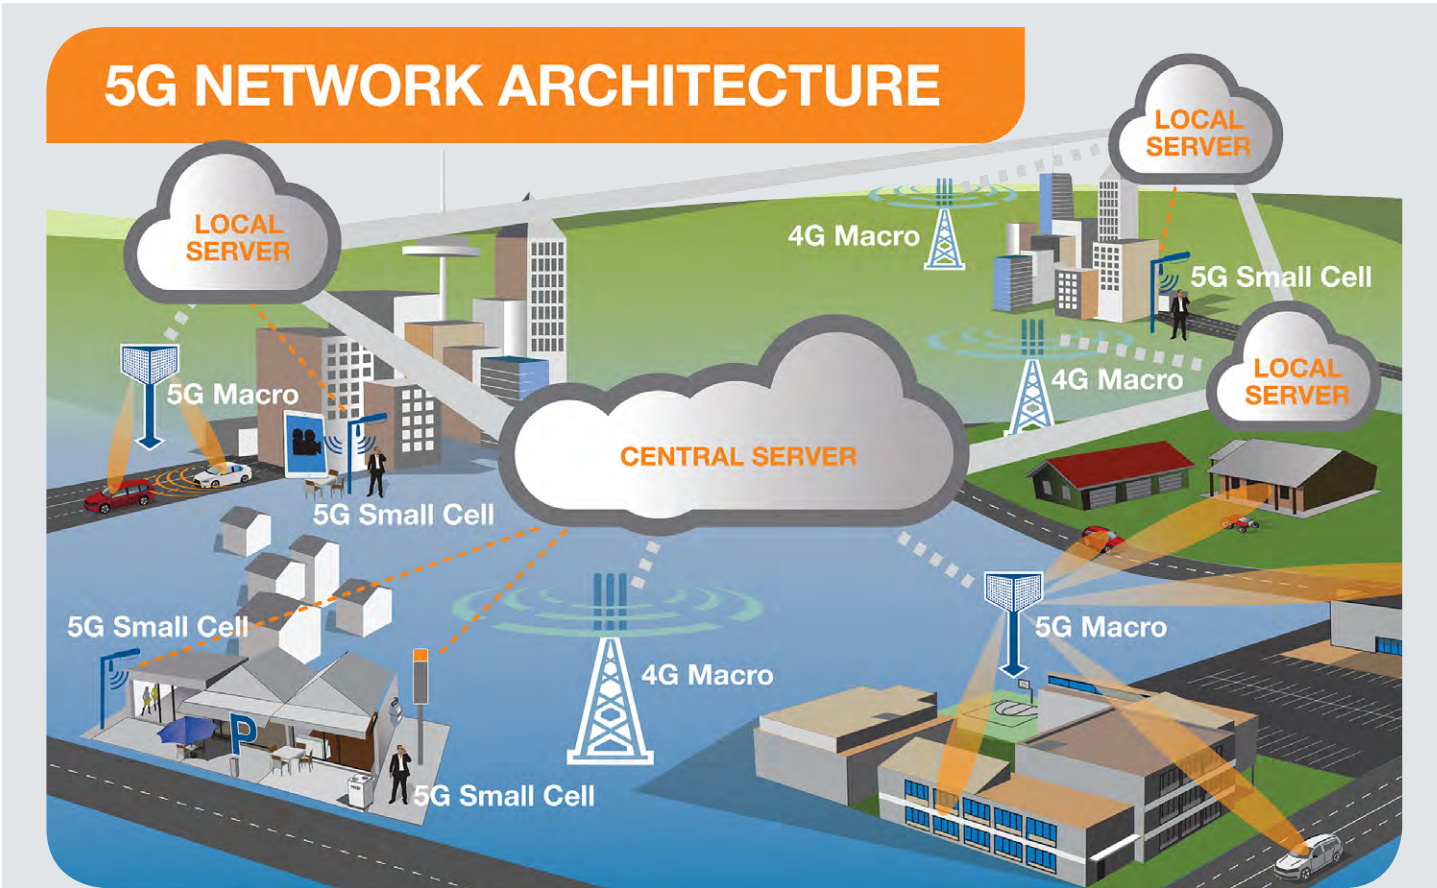 5G NETWORK ARCHITECTURE
LOCAL
SERVER
LOCAL
SERVER
4G Macro
5G Small Cell
LOCAL
SERVER
4G Macro
5G Macro
CENTRAL SERVER
5G Small Cell
5G Small Cell
5G Macro
4G Macro
P
5G Small Cell